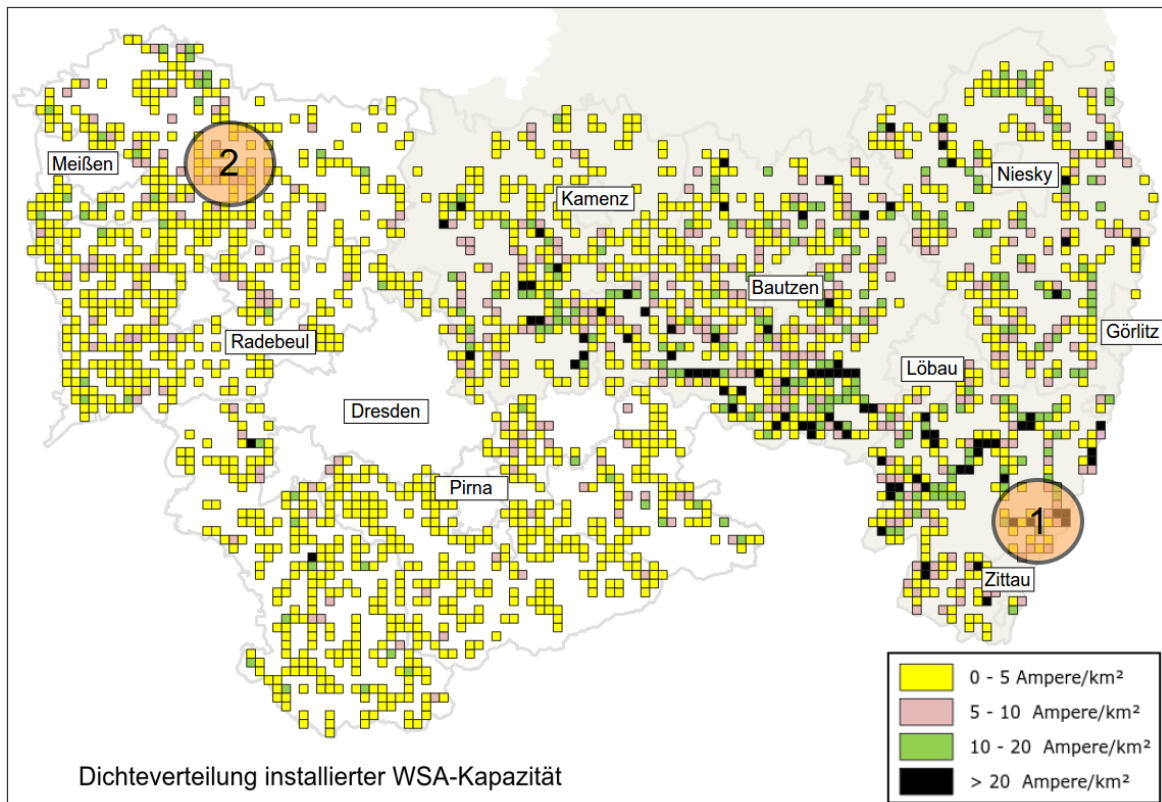 2
Meißen
Niesky
Kamenz
Bautzen
Görlitz
Radebeul
Löbau
Dresden
Pirna
1
Zittau
0 - 5 Ampere/km²
5 - 10 Ampere/km²
10 - 20 Ampere/km²
> 20 Ampere/km²
Dichteverteilung installierter WSA-Kapazität